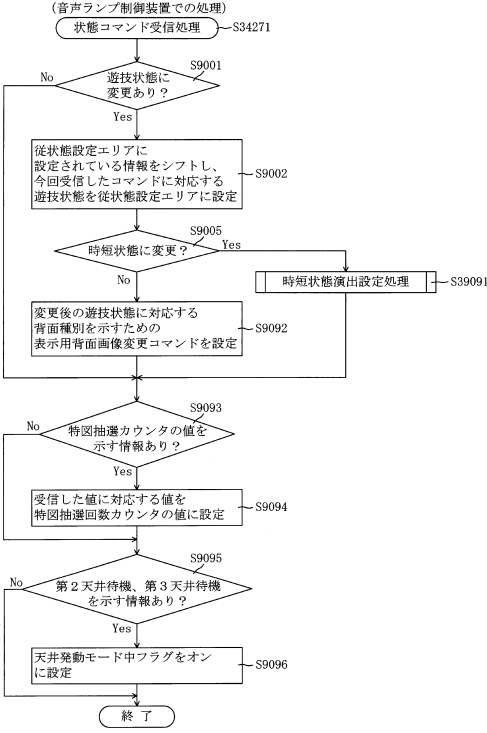 (音声ランプ制御装置での処理)
状態コマンド受信処理
S34271
S9001
遊技状態に
変更あり?
No
Yes
従状態設定エリアに
設定されている情報をシフトし、
今回受信したコマンドに対応する
遊技状態を従状態設定エリアに設定
S9002
S9005
時短状態に変更?
Yes
No
時短状態演出設定処理
S39091
変更後の遊技状態に対応する
背面種別を示すための
表示用背面画像変更コマンドを設定
S9092
S9093
特図抽選カウンタの値を
示す情報あり?
No
Yes
受信した値に対応する値を
特図抽選回数カウンタの値に設定
S9094
S9095
第2天井待機、第3天井待機
を示す情報あり?
No
Yes
天井発動モード中フラグをオン
に設定
S9096
終 了